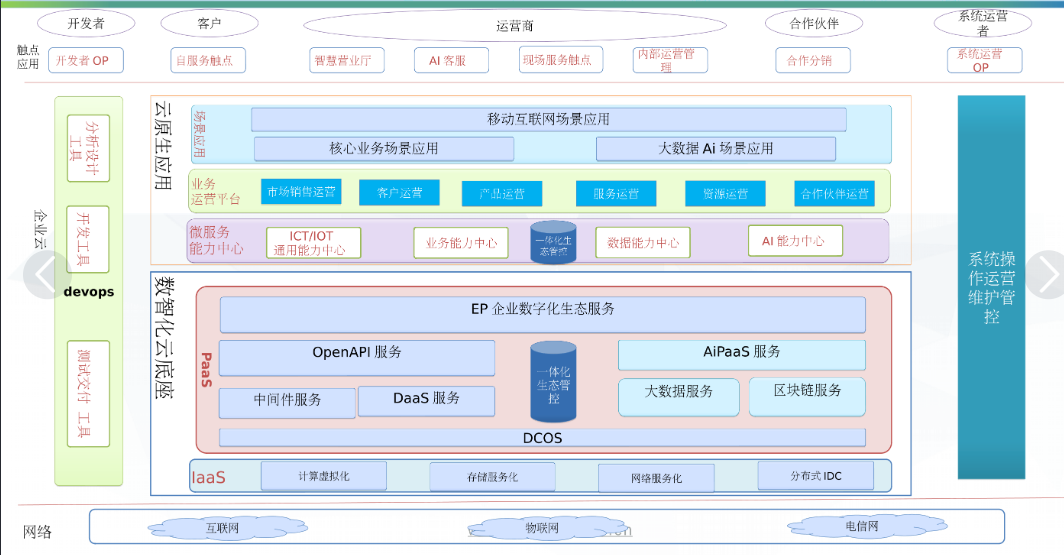 开发者
客户
运营商
合作伙伴
系统运营
者
触点
应用
开发者 OP
自服务触点
智慧营业厅
AI 客服
现场服务触点
内部运营管
理
合作分销
系统运营
OP
企业云
devops
分析设计
工具
开发工具
测试交付 工具
云原生应用
场景应用
移动互联网场景应用
核心业务场景应用
大数据 Ai 场景应用
业务
运营平台
市场销售运营
客户运营
产品运营
服务运营
资源运营
合作伙伴运营
微服务
能力中心
ICT/IOT
通用能力中心
业务能力中心
一体化生
态管控
数据能力中心
AI 能力中心
数智化云底座
PaaS
EP 企业数字化生态服务
OpenAPI 服务
中间件服务
DaaS 服务
一体化
生态管
控
AiPaaS 服务
大数据服务
区块链服务
DCOS
IaaS
计算虚拟化
存储服务化
网络服务化
分布式 IDC
系统操
作运营
维护管
控
网络
互联网
物联网
电信网